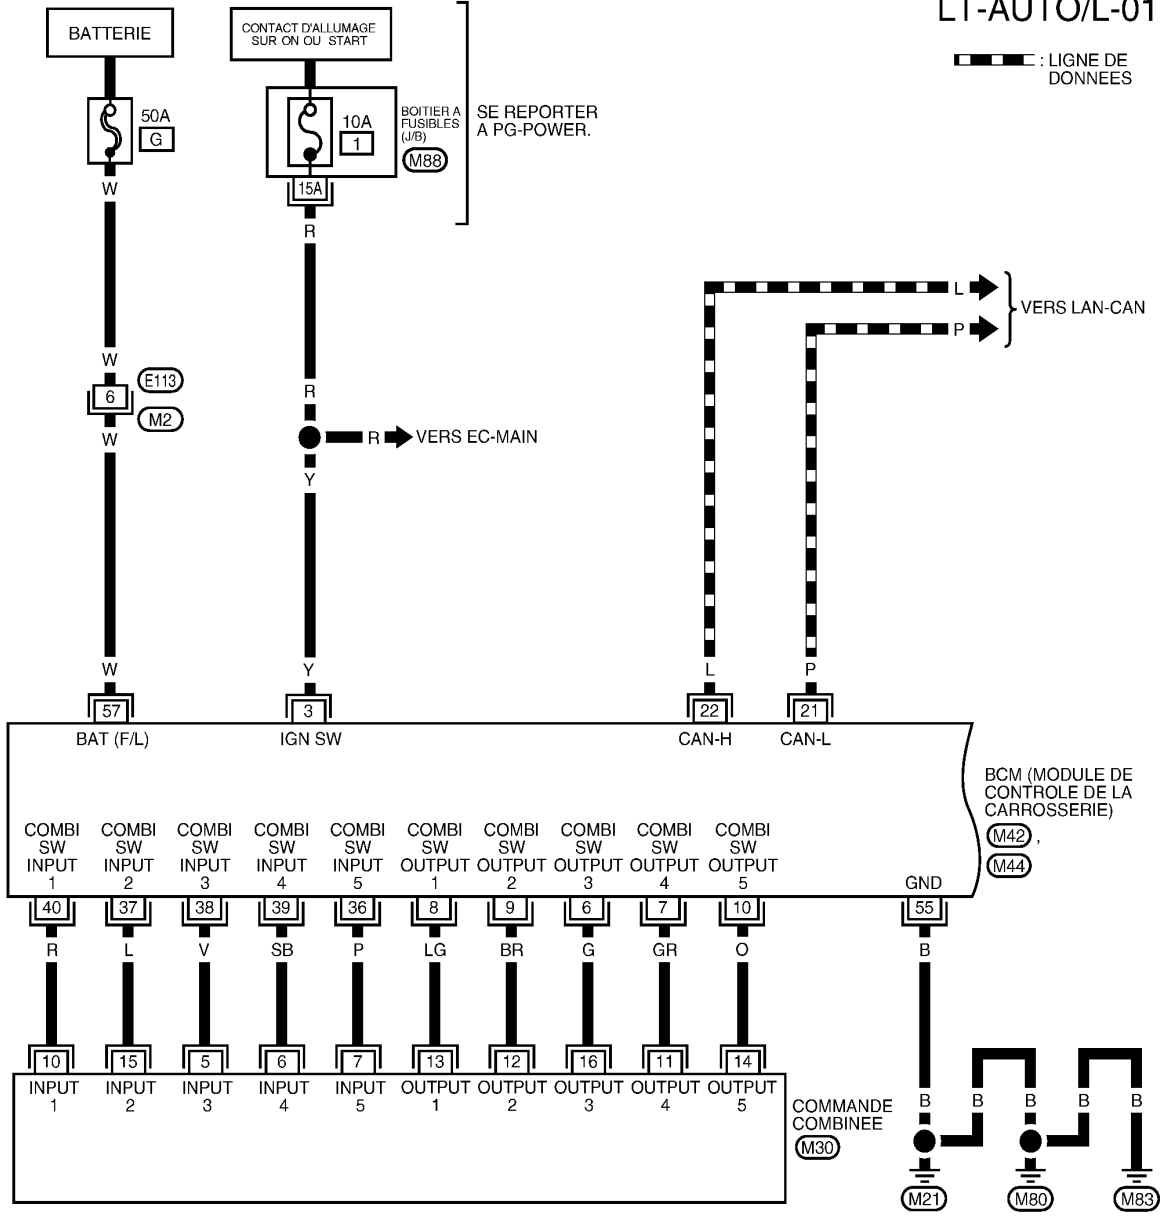 LT-AUTO/L-01
: LIGNE DE
DONNEES
BATTERIE
CONTACT D'ALLUMAGE
SUR ON OU START
50A
G
10A
1
BOITIER A
FUSIBLES
(J/B)
M88
SE REPORTER
A PG-POWER.
15A
W
R
L
VERS LAN-CAN
P
W
R
E113
6
M2
W
R
VERS EC-MAIN
Y
W
Y
L
P
57
3
22
21
BAT (F/L)
IGN SW
CAN-H
CAN-L
BCM (MODULE DE
CONTROLE DE LA
CARROSSERIE)
M42 ,
M44
COMBI COMBI COMBI COMBI COMBI COMBI COMBI COMBI COMBI COMBI
SW SW SW SW SW SW SW SW SW SW
INPUT INPUT INPUT INPUT INPUT OUTPUT OUTPUT OUTPUT OUTPUT OUTPUT
1 2 3 4 5 1 2 3 4 5
GND
40 37 38 39 36 8 9 6 7 10 55
R L V SB P LG BR G GR O B
10 15 5 6 7 13 12 16 11 14
INPUT INPUT INPUT INPUT INPUT OUTPUT OUTPUT OUTPUT OUTPUT OUTPUT
1 2 3 4 5 1 2 3 4 5
COMMANDE
COMBINEE
M30
B B B B B
M21 M80 M83